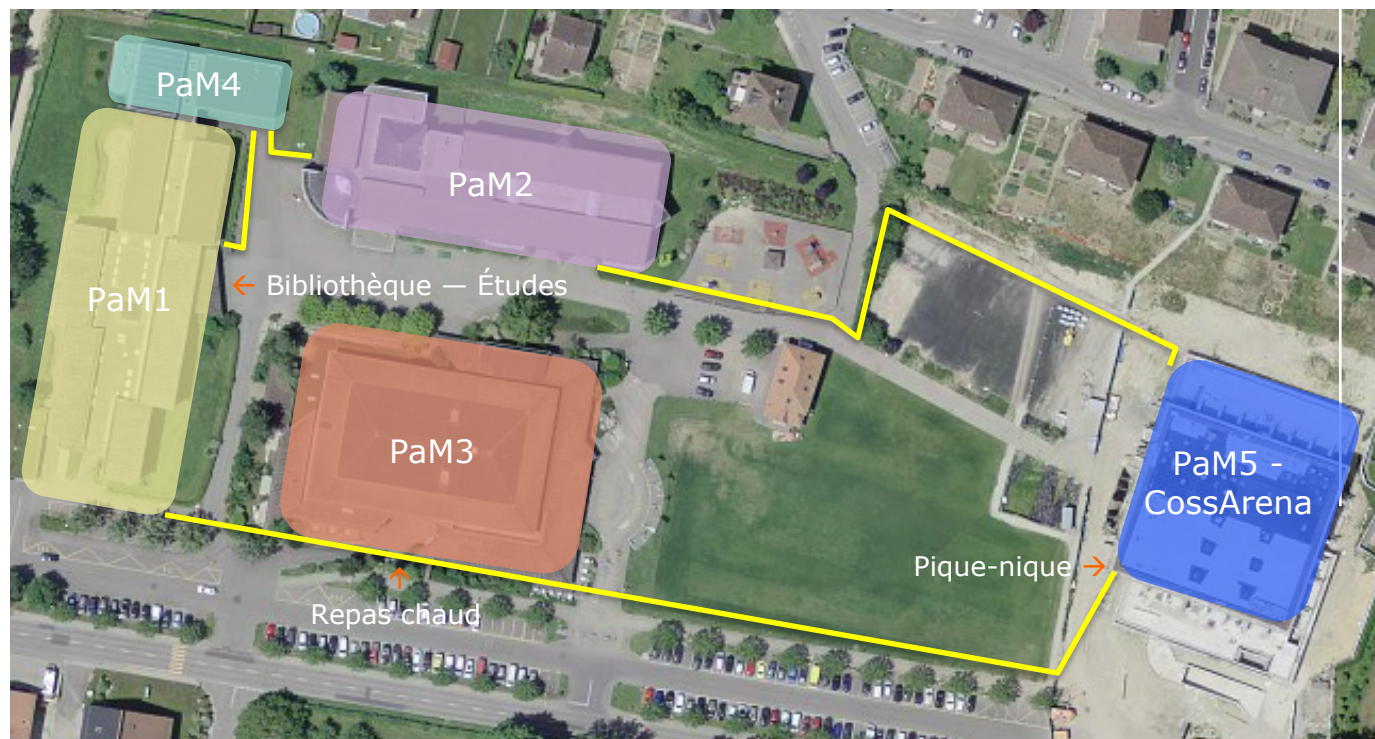 PaM4
PaM2
PaM1
← Bibliothèque — Études
PaM3
PaM5 -
CossArena
Pique-nique →
↑
Repas chaud